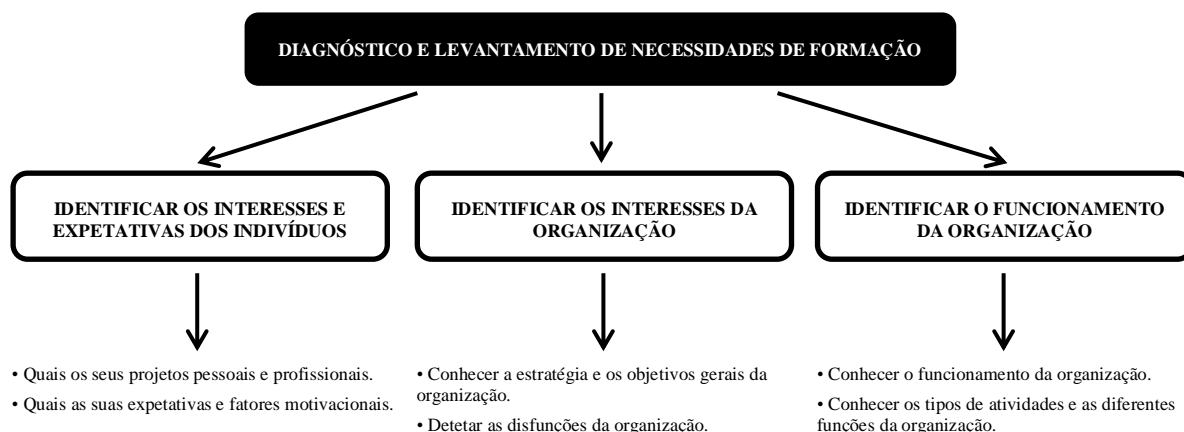 DIAGNÓSTICO E LEVANTAMENTO DE NECESSIDADES DE FORMAÇÃO
IDENTIFICAR OS INTERESSES E
EXPETATIVAS DOS INDIVÍDUOS
IDENTIFICAR OS INTERESSES DA
ORGANIZAÇÃO
IDENTIFICAR O FUNCIONAMENTO
DA ORGANIZAÇÃO
• Quais os seus projetos pessoais e profissionais.
• Quais as suas expetativas e fatores motivacionais.
• Conhecer a estratégia e os objetivos gerais da
organização.
• Detetar as disfunções da organização.
• Conhecer o funcionamento da organização.
• Conhecer os tipos de atividades e as diferentes
funções da organização.